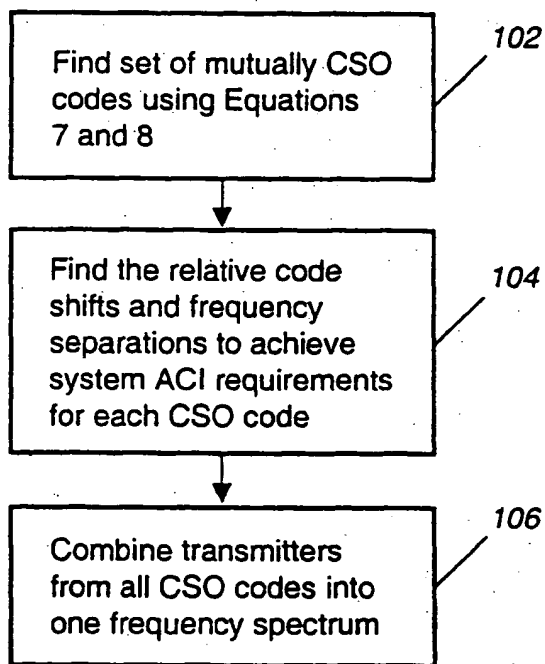 102
Find set of mutually CSO
codes using Equations
7 and 8
104
Find the relative code
shifts and frequency
separations to achieve
system ACI requirements
for each CSO code
106
Combine transmitters
from all CSO codes into
one frequency spectrum